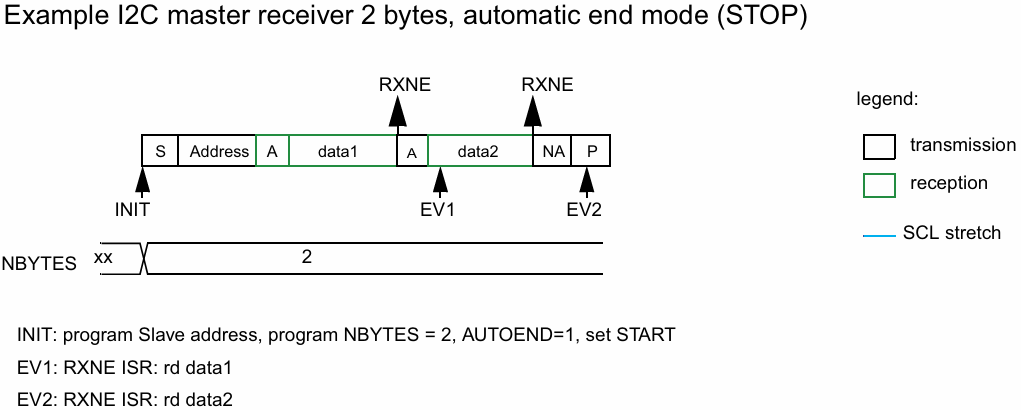 Example I2C master receiver 2 bytes, automatic end mode (STOP)
RXNE RXNE
legend:
S Address A data1 A data2 NA P
transmission
reception
INIT EV1 EV2
SCL stretch
NBYTES xx 2
INIT: program Slave address, program NBYTES = 2, AUTOEND=1, set START
EV1: RXNE ISR: rd data1
EV2: RXNE ISR: rd data2